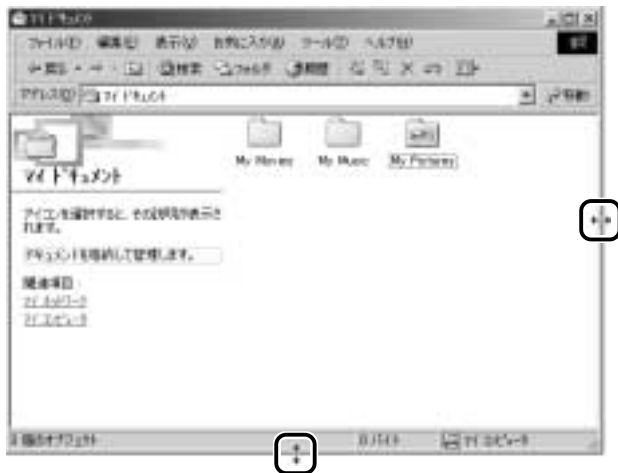 マイ ドキュメント
ファイル(F) 編集(E) 表示(V) お気に入り(A) ツール(T) ヘルプ(H)
戻る 検索 フォルダ 履歴
アドレス(D) マイ ドキュメント 移動
My Music My Pictures
マイ ドキュメント
アイコンを選択すると、その説明が表示さ
れます。
ドキュメントを格納して管理します。
関連項目:
マイ ネットワーク
マイ コンピュータ
3 個のオブジェクト 0 バイト マイ コンピュータ